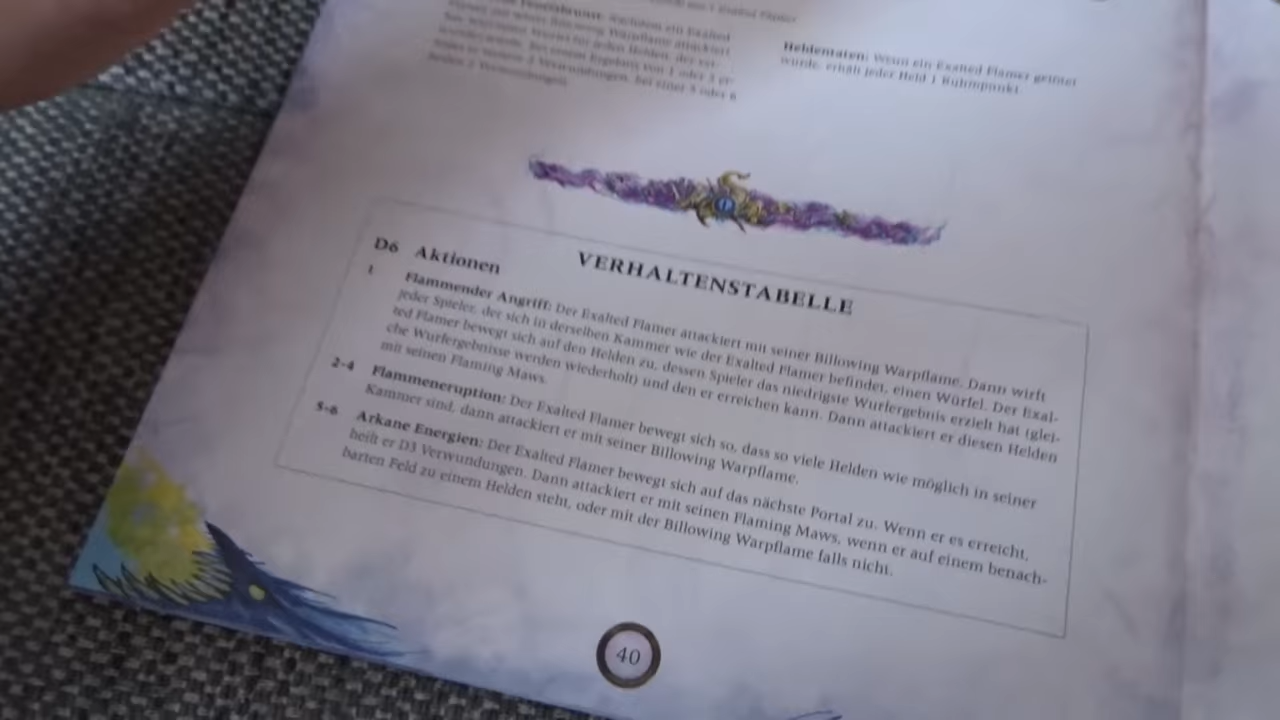 Feuersbrunst: Nachdem ein Exalted
Heldentaten: Wenn ein Exalted Flamer getötet
wurde, erhält jeder Held 1 Ruhmpunkt.
VERHALTENSTABELLE
D6 Aktionen
1 Flammender Angriff: Der Exalted Flamer attackiert mit seiner Billowing Warpflame. Dann wirft
jeder Spieler, der sich in derselben Kammer wie der Exalted Flamer befindet, einen Würfel. Der Exal-
ted Flamer bewegt sich auf den Helden zu, dessen Spieler das niedrigste Wurfergebnis erzielt hat (glei-
che Wurfergebnisse werden wiederholt) und den er erreichen kann. Dann attackiert er diesen Helden
mit seinen Flaming Maws.
2-4 Flammeneruption: Der Exalted Flamer bewegt sich so, dass so viele Helden wie möglich in seiner
Kammer sind, dann attackiert er mit seiner Billowing Warpflame.
5-6 Arkane Energien: Der Exalted Flamer bewegt sich auf das nächste Portal zu. Wenn er es erreicht,
heilt er D3 Verwundungen. Dann attackiert er mit seinen Flaming Maws, wenn er auf einem benach-
barten Feld zu einem Helden steht, oder mit der Billowing Warpflame falls nicht.
40